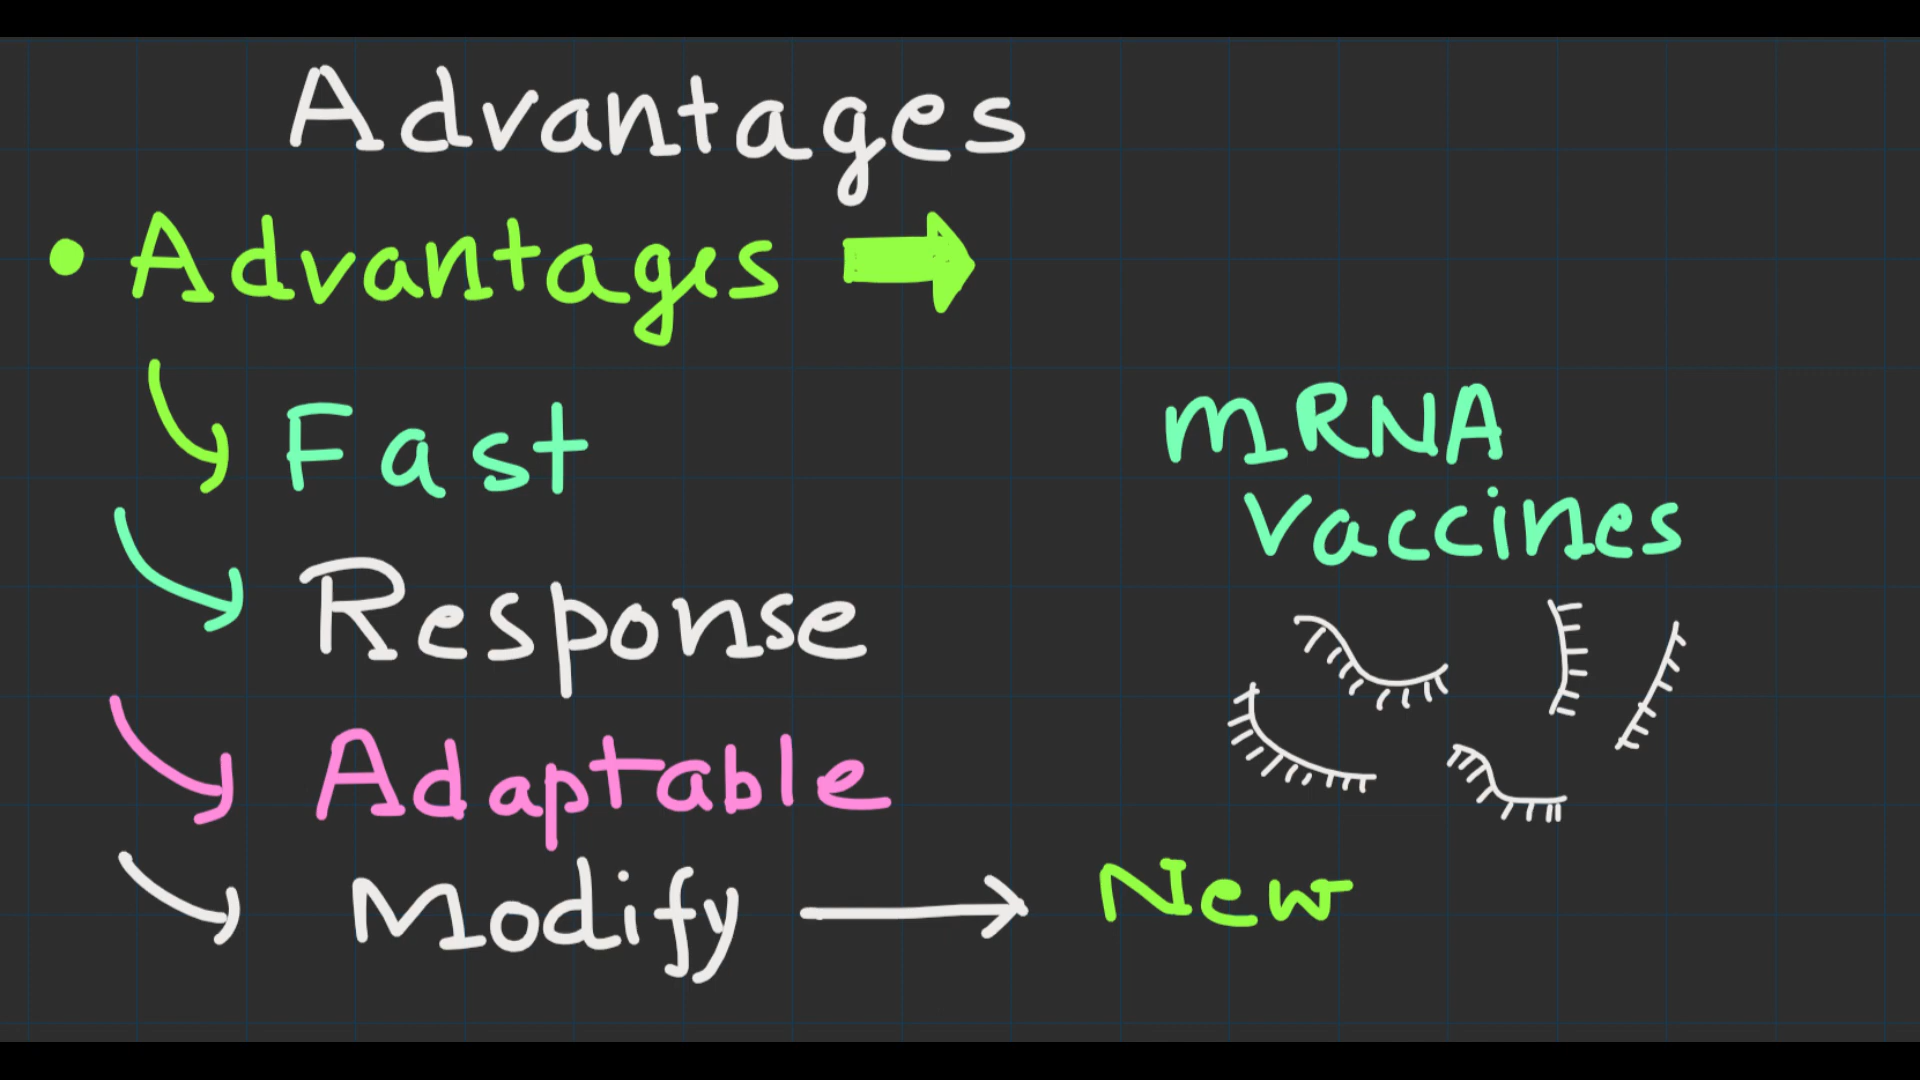 Advantages
• Advantages
Fast
Response
Adaptable
Modify → New
mRNA
vaccines